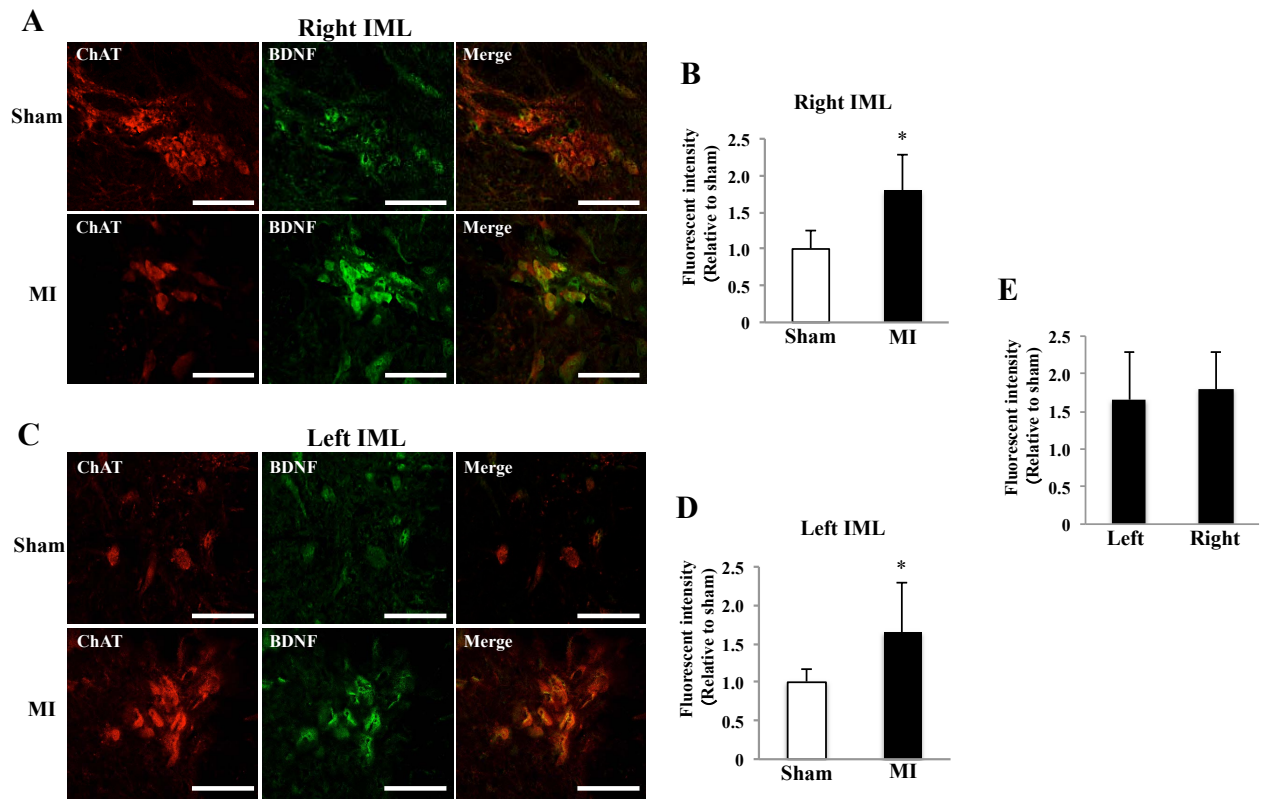 A
Right IML
ChAT BDNF Merge
Sham
ChAT BDNF Merge
MI
B
Right IML
Fluorescent intensity
(Relative to sham)
2.5
2.0
1.5
1.0
0.5
0
*
Sham MI
C
Left IML
ChAT BDNF Merge
Sham
ChAT BDNF Merge
MI
D
Left IML
Fluorescent intensity
(Relative to sham)
2.5
2.0
1.5
1.0
0.5
0
*
Sham MI
E
Fluorescent intensity
(Relative to sham)
2.5
2.0
1.5
1.0
0.5
0
Left Right